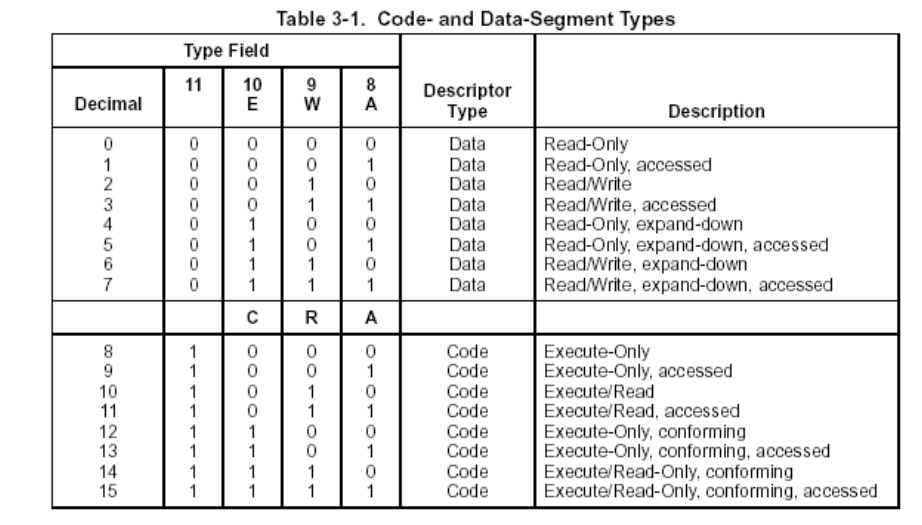 Table 3-1. Code- and Data-Segment Types
Type Field
Decimal 11 10 E 9 W 8 A Descriptor Type Description
0 0 0 0 0 Data Read-Only
1 0 0 0 1 Data Read-Only, accessed
2 0 0 1 0 Data Read/Write
3 0 0 1 1 Data Read/Write, accessed
4 0 1 0 0 Data Read-Only, expand-down
5 0 1 0 1 Data Read-Only, expand-down, accessed
6 0 1 1 0 Data Read/Write, expand-down
7 0 1 1 1 Data Read/Write, expand-down, accessed
C R A
8 1 0 0 0 Code Execute-Only
9 1 0 0 1 Code Execute-Only, accessed
10 1 0 1 0 Code Execute/Read
11 1 0 1 1 Code Execute/Read, accessed
12 1 1 0 0 Code Execute-Only, conforming
13 1 1 0 1 Code Execute-Only, conforming, accessed
14 1 1 1 0 Code Execute/Read-Only, conforming
15 1 1 1 1 Code Execute/Read-Only, conforming, accessed